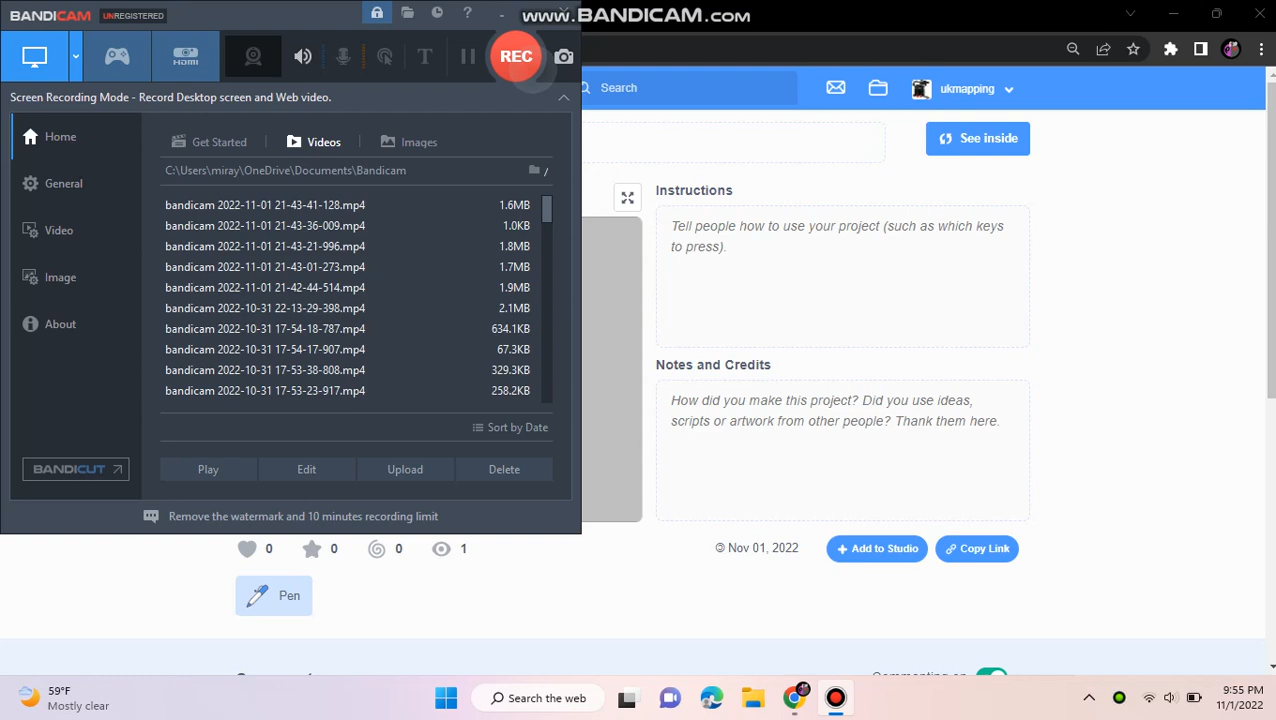 BANDICAM UNREGISTERED
www.BANDICAM.com
HDMI
T
REC
Screen Recording Mode - Record desktop screen and Web video.
Home
General
Video
Image
About
BANDICUT
Get Started
Videos
Images
C:\Users\miray\OneDrive\Documents\Bandicam
/
bandicam 2022-11-01 21-43-41-128.mp4 1.6MB
bandicam 2022-11-01 21-43-36-009.mp4 1.0KB
bandicam 2022-11-01 21-43-21-996.mp4 1.8MB
bandicam 2022-11-01 21-43-01-273.mp4 1.7MB
bandicam 2022-11-01 21-42-44-514.mp4 1.9MB
bandicam 2022-10-31 22-13-29-398.mp4 2.1MB
bandicam 2022-10-31 17-54-18-787.mp4 634.1KB
bandicam 2022-10-31 17-54-17-907.mp4 67.3KB
bandicam 2022-10-31 17-53-38-808.mp4 329.3KB
bandicam 2022-10-31 17-53-23-917.mp4 258.2KB
Sort by Date
Play Edit Upload Delete
Remove the watermark and 10 minutes recording limit
Search
ukmapping
See inside
Instructions
Tell people how to use your project (such as which keys
to press).
Notes and Credits
How did you make this project? Did you use ideas,
scripts or artwork from other people? Thank them here.
0 0 0 1
© Nov 01, 2022
Add to Studio
Copy Link
Pen
59°F
Mostly clear
Search the web
9:55 PM
11/1/2022